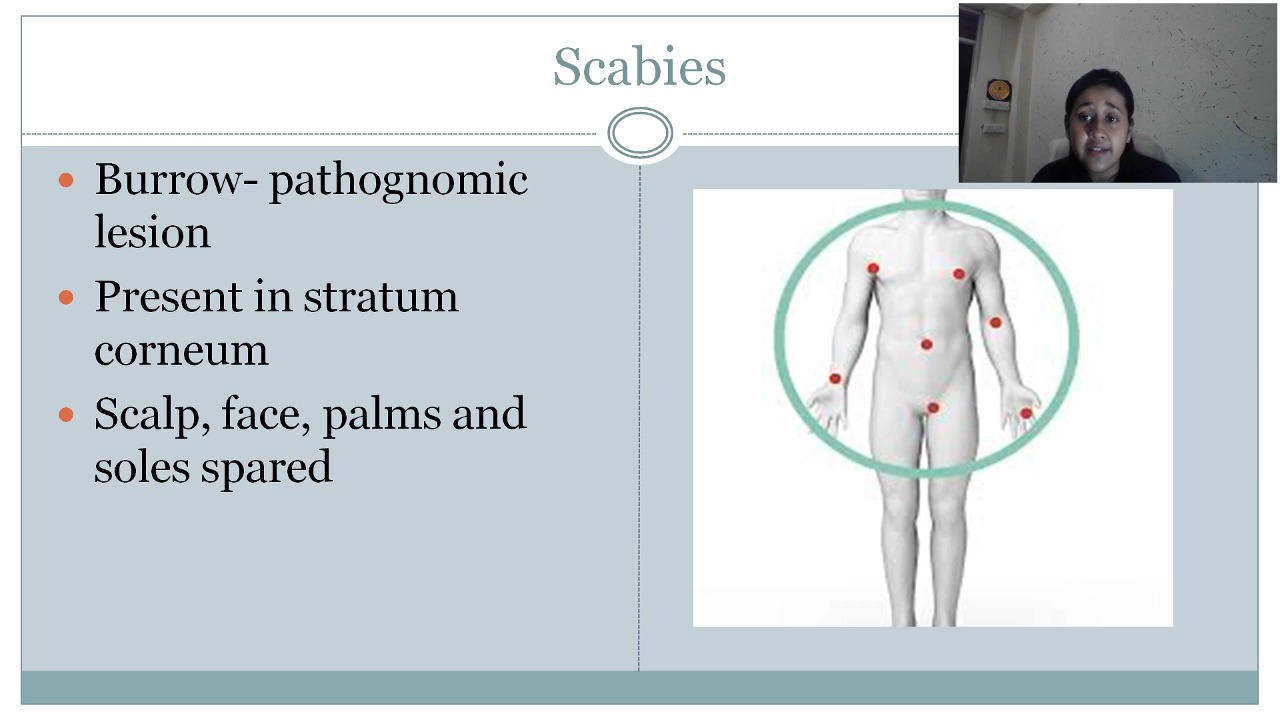 Scabies
Burrow- pathognomic
lesion
Present in stratum
corneum
Scalp, face, palms and
soles spared